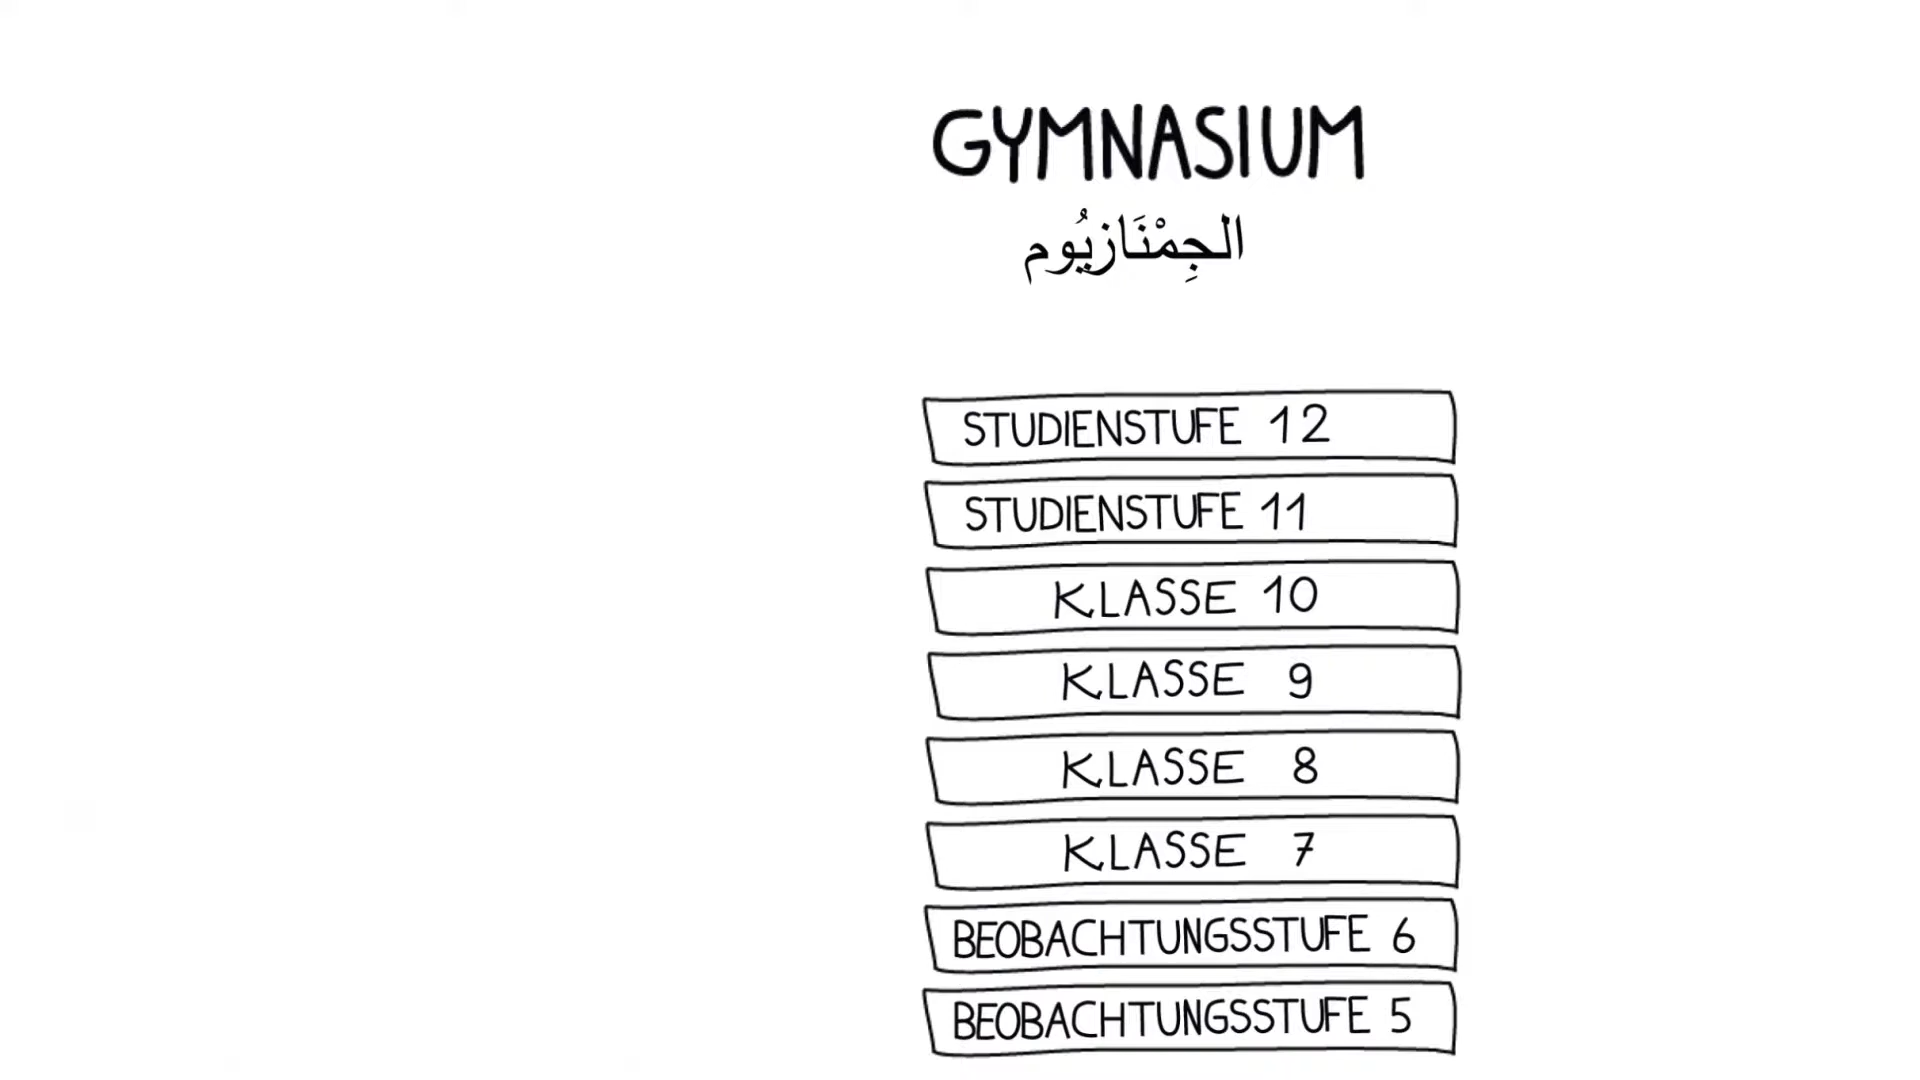 GYMNASIUM
الجِمْنَازيُوم
STUDIENSTUFE 12
STUDIENSTUFE 11
KLASSE 10
KLASSE 9
KLASSE 8
KLASSE 7
BEOBACHTUNGSSTUFE 6
BEOBACHTUNGSSTUFE 5